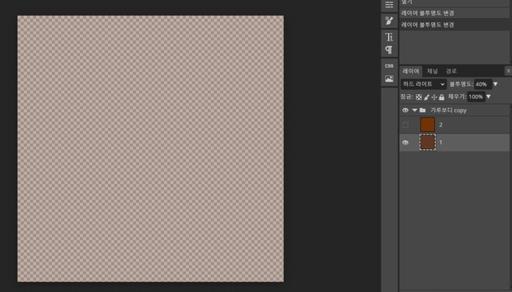 레이어 불투명도 변경
레이어 불투명도 변경
css
레이어 채널 경로
하드 라이트 불투명도: 40%
잠금: 채우기: 100%
가루보디 copy
2
1